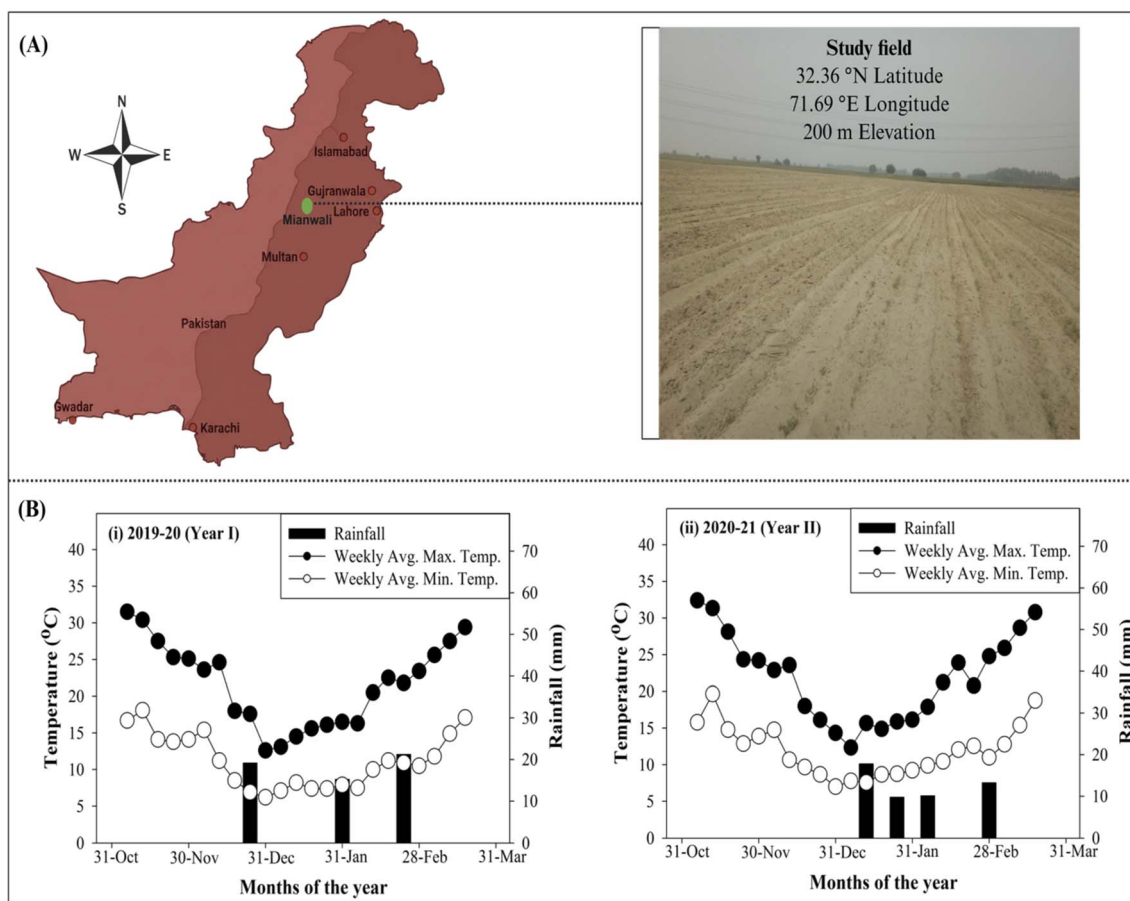 (A)
N
W E
S
Islamabad
Gujranwala
Lahore
Mianwali
Multan
Pakistan
Gwadar
Karachi
Study field
32.36 °N Latitude
71.69 °E Longitude
200 m Elevation
(B)
(i) 2019-20 (Year I)
Rainfall
Weekly Avg. Max. Temp.
Weekly Avg. Min. Temp.
Temperature (⁰C)
40
35
30
25
20
15
10
5
0
70
60
50
40
30
20
10
0
Rainfall (mm)
31-Oct 30-Nov 31-Dec 31-Jan 28-Feb 31-Mar
Months of the year
(ii) 2020-21 (Year II)
Rainfall
Weekly Avg. Max. Temp.
Weekly Avg. Min. Temp.
Temperature (⁰C)
40
35
30
25
20
15
10
5
0
70
60
50
40
30
20
10
0
Rainfall (mm)
31-Oct 30-Nov 31-Dec 31-Jan 28-Feb 31-Mar
Months of the year